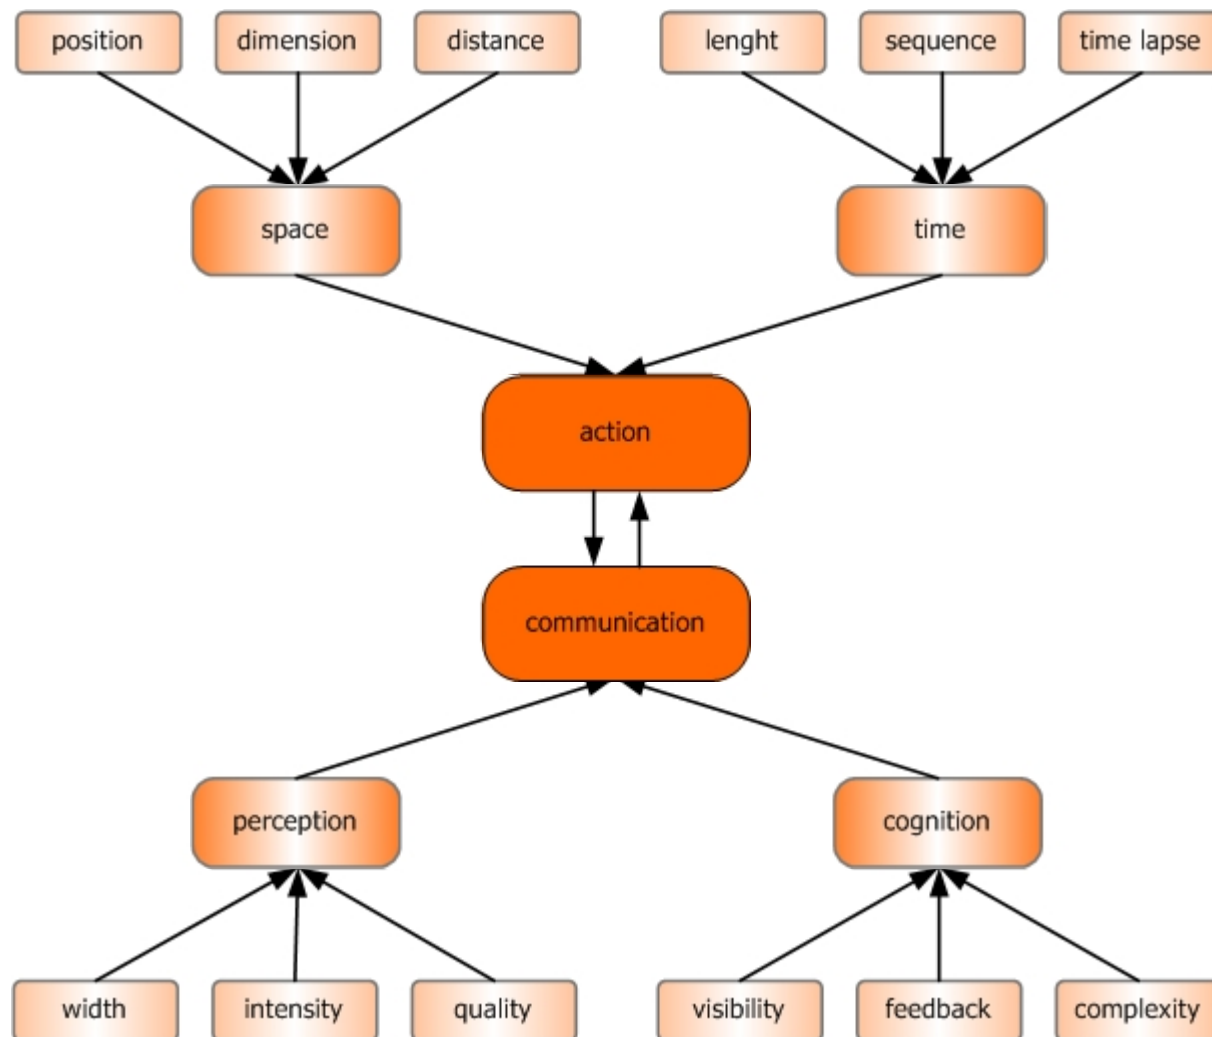 position
dimension
distance
lenght
sequence
time lapse
space
time
action
communication
perception
cognition
width
intensity
quality
visibility
feedback
complexity